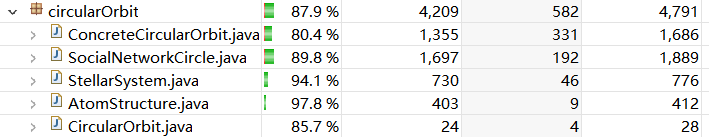 circularOrbit 87.9 % 4,209 582 4,791
ConcreteCircularOrbit.java 80.4 % 1,355 331 1,686
SocialNetworkCircle.java 89.8 % 1,697 192 1,889
StellarSystem.java 94.1 % 730 46 776
AtomStructure.java 97.8 % 403 9 412
CircularOrbit.java 85.7 % 24 4 28